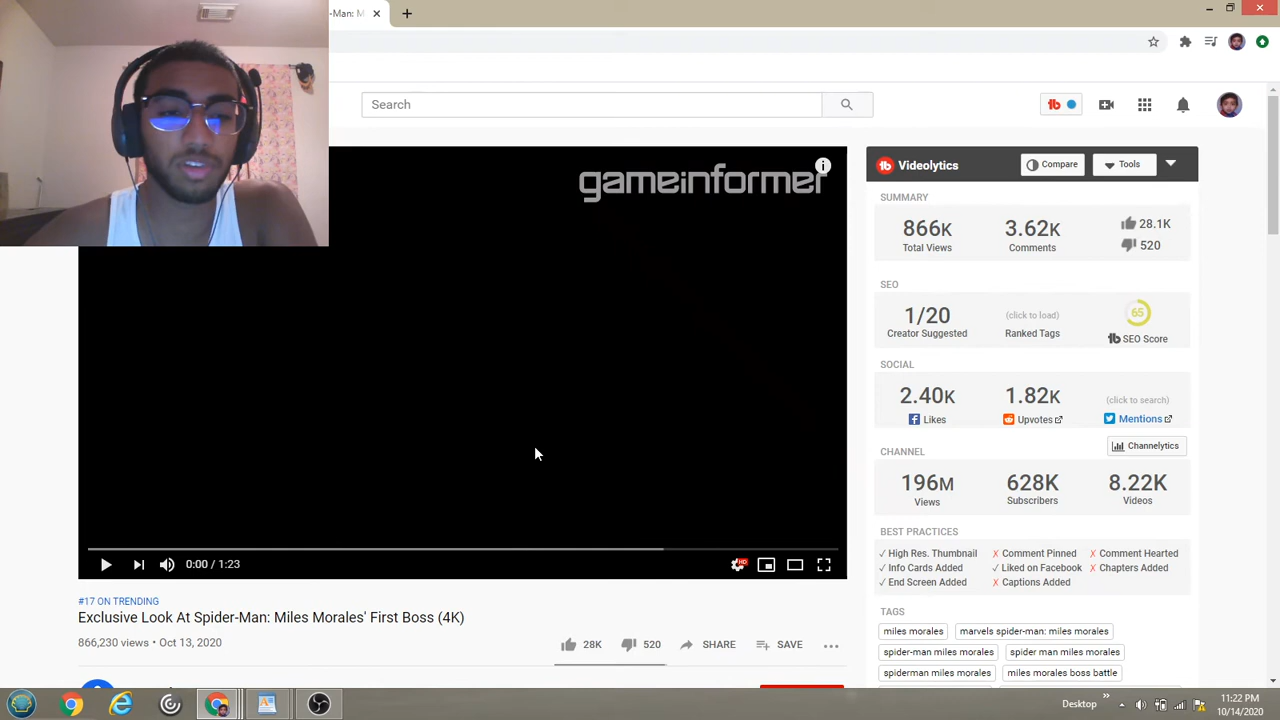 -Man: M
Search
gameinformer
0:00 / 1:23
#17 ON TRENDING
Exclusive Look At Spider-Man: Miles Morales' First Boss (4K)
866,230 views • Oct 13, 2020
28K
520
SHARE
SAVE
Videolytics
Compare
Tools
SUMMARY
866K
Total Views
3.62K
Comments
28.1K
520
SEO
1/20
Creator Suggested
(click to load)
Ranked Tags
65
SEO Score
SOCIAL
2.40K
Likes
1.82K
Upvotes
(click to search)
Mentions
CHANNEL
Channelytics
196M
Views
628K
Subscribers
8.22K
Videos
BEST PRACTICES
✓ High Res. Thumbnail
✗ Comment Pinned
✗ Comment Hearted
✓ Info Cards Added
✓ Liked on Facebook
✗ Chapters Added
✓ End Screen Added
✗ Captions Added
TAGS
miles morales
marvels spider-man: miles morales
spider-man miles morales
spider man miles morales
spiderman miles morales
miles morales boss battle
Desktop
11:22 PM
10/14/2020